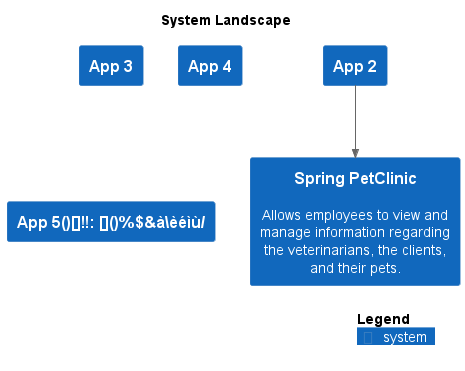 System Landscape
App 3
App 4
App 2
Spring PetClinic
Allows employees to view and
manage information regarding
the veterinarians, the clients,
and their pets.
App 5()[]!!: []()%$&à\èéìù/
Legend
system